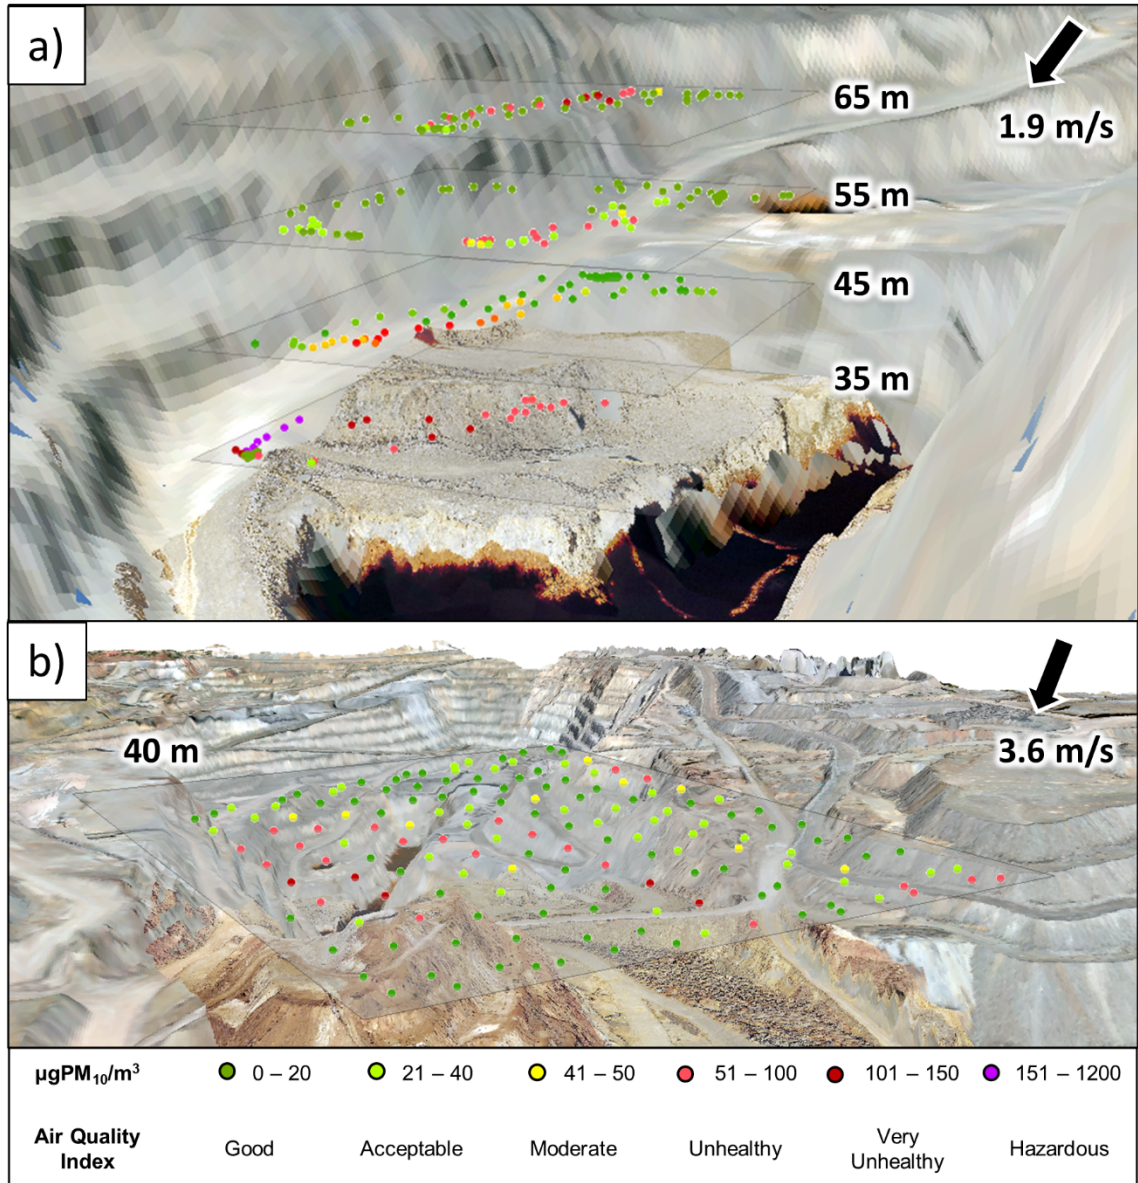 a)
65 m
1.9 m/s
55 m
45 m
35 m
b)
40 m
3.6 m/s
µgPM₁₀/m³ 0 – 20 21 – 40 41 – 50 51 – 100 101 – 150 151 – 1200
Air Quality Index Good Acceptable Moderate Unhealthy Very Unhealthy Hazardous